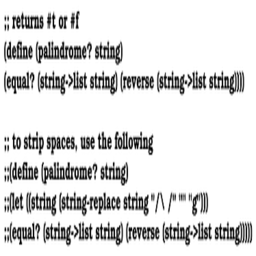 ;; returns #t or #f
(define (palindrome? string)
(equal? (string->list string) (reverse (string->list string))))
;; to strip spaces, use the following
;;(define (palindrome? string)
;;(let ((string (string-replace string "/\ /" "" "g")))
;;(equal? (string->list string) (reverse (string->list string)))))